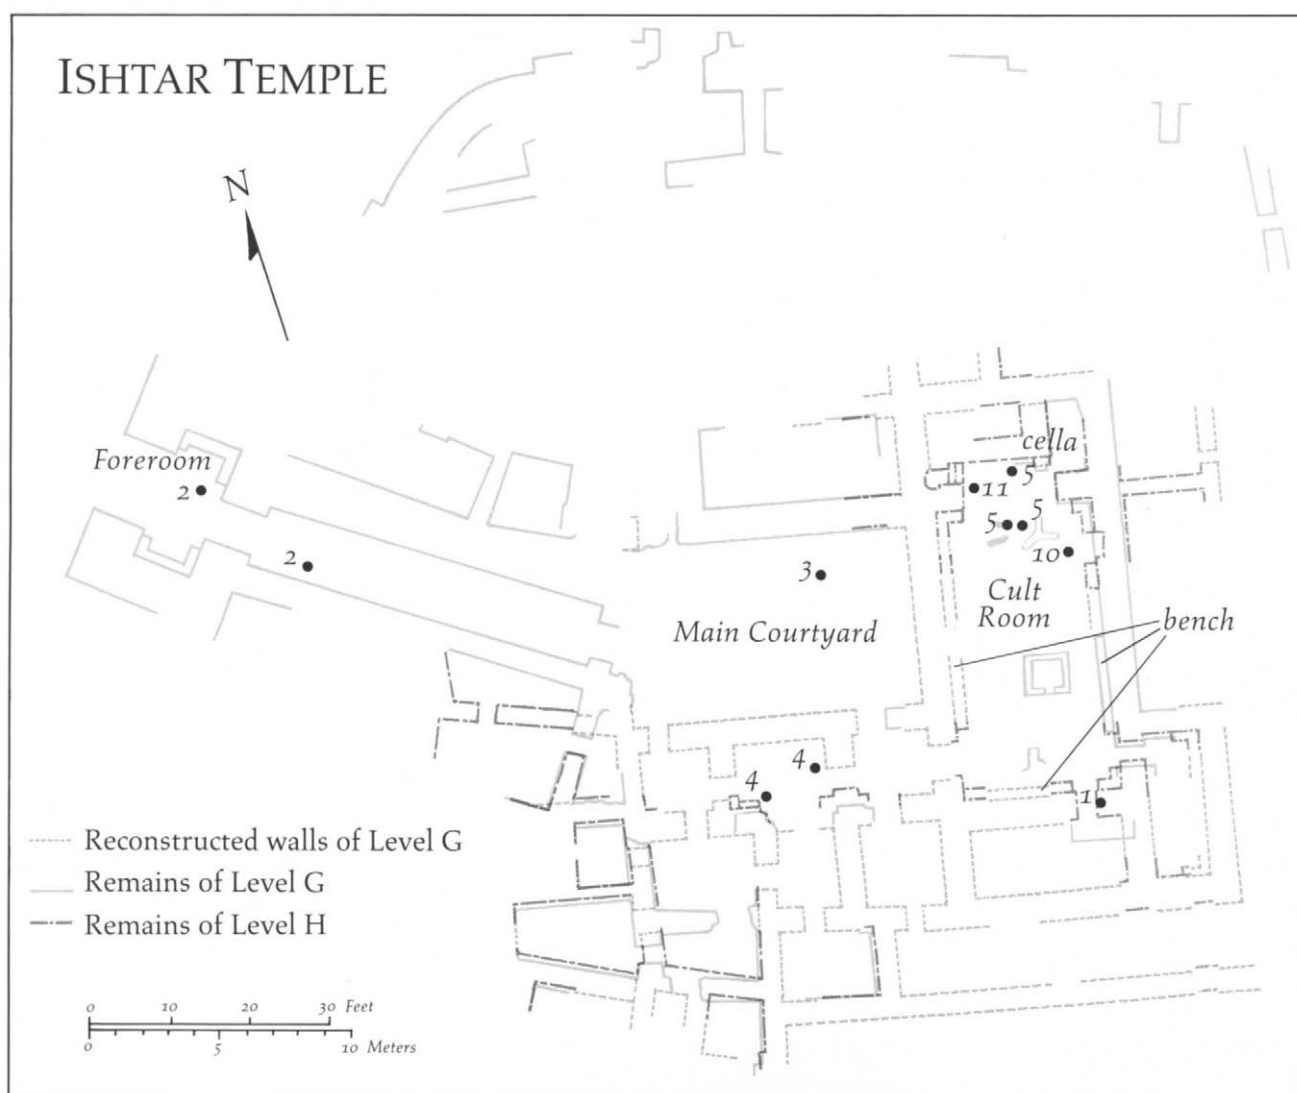 ISHTAR TEMPLE
N
cella
Foreroom
5
2
11
5
5
2
10
3
Cult
Room
Main Courtyard
bench
4
4
1
Reconstructed walls of Level G
Remains of Level G
Remains of Level H
0 10 20 30 Feet
0 5 10 Meters